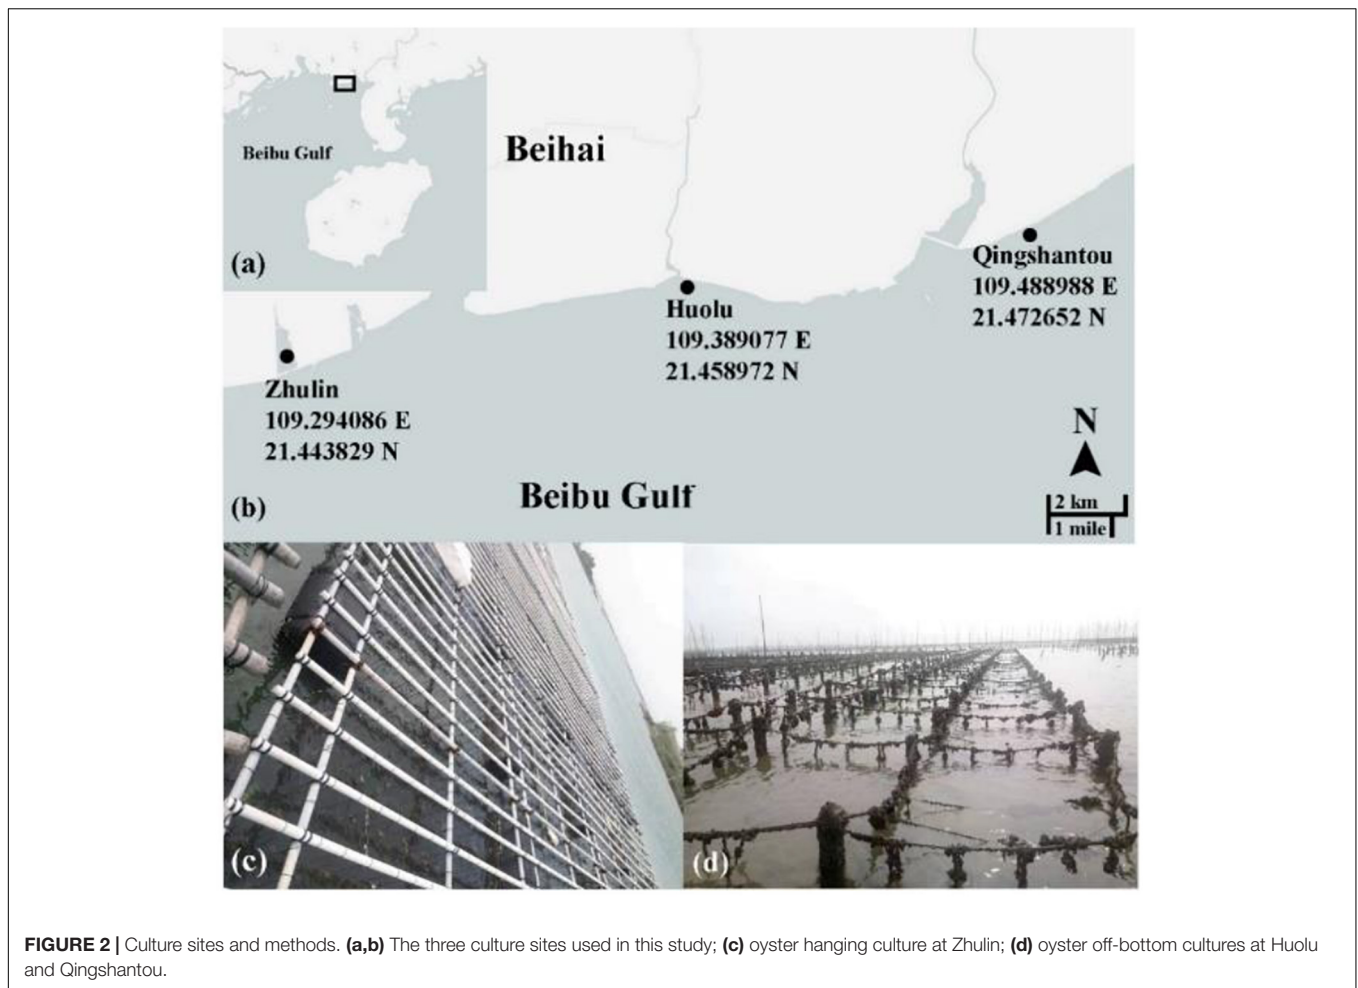 Beibu Gulf
(a)
Beihai
Qingshantou
109.488988 E
21.472652 N
Huolu
109.389077 E
21.458972 N
Zhulin
109.294086 E
21.443829 N
N
2 km
1 mile
Beibu Gulf
(b)
(c)
(d)
FIGURE 2 | Culture sites and methods. (a,b) The three culture sites used in this study; (c) oyster hanging culture at Zhulin; (d) oyster off-bottom cultures at Huolu
and Qingshantou.